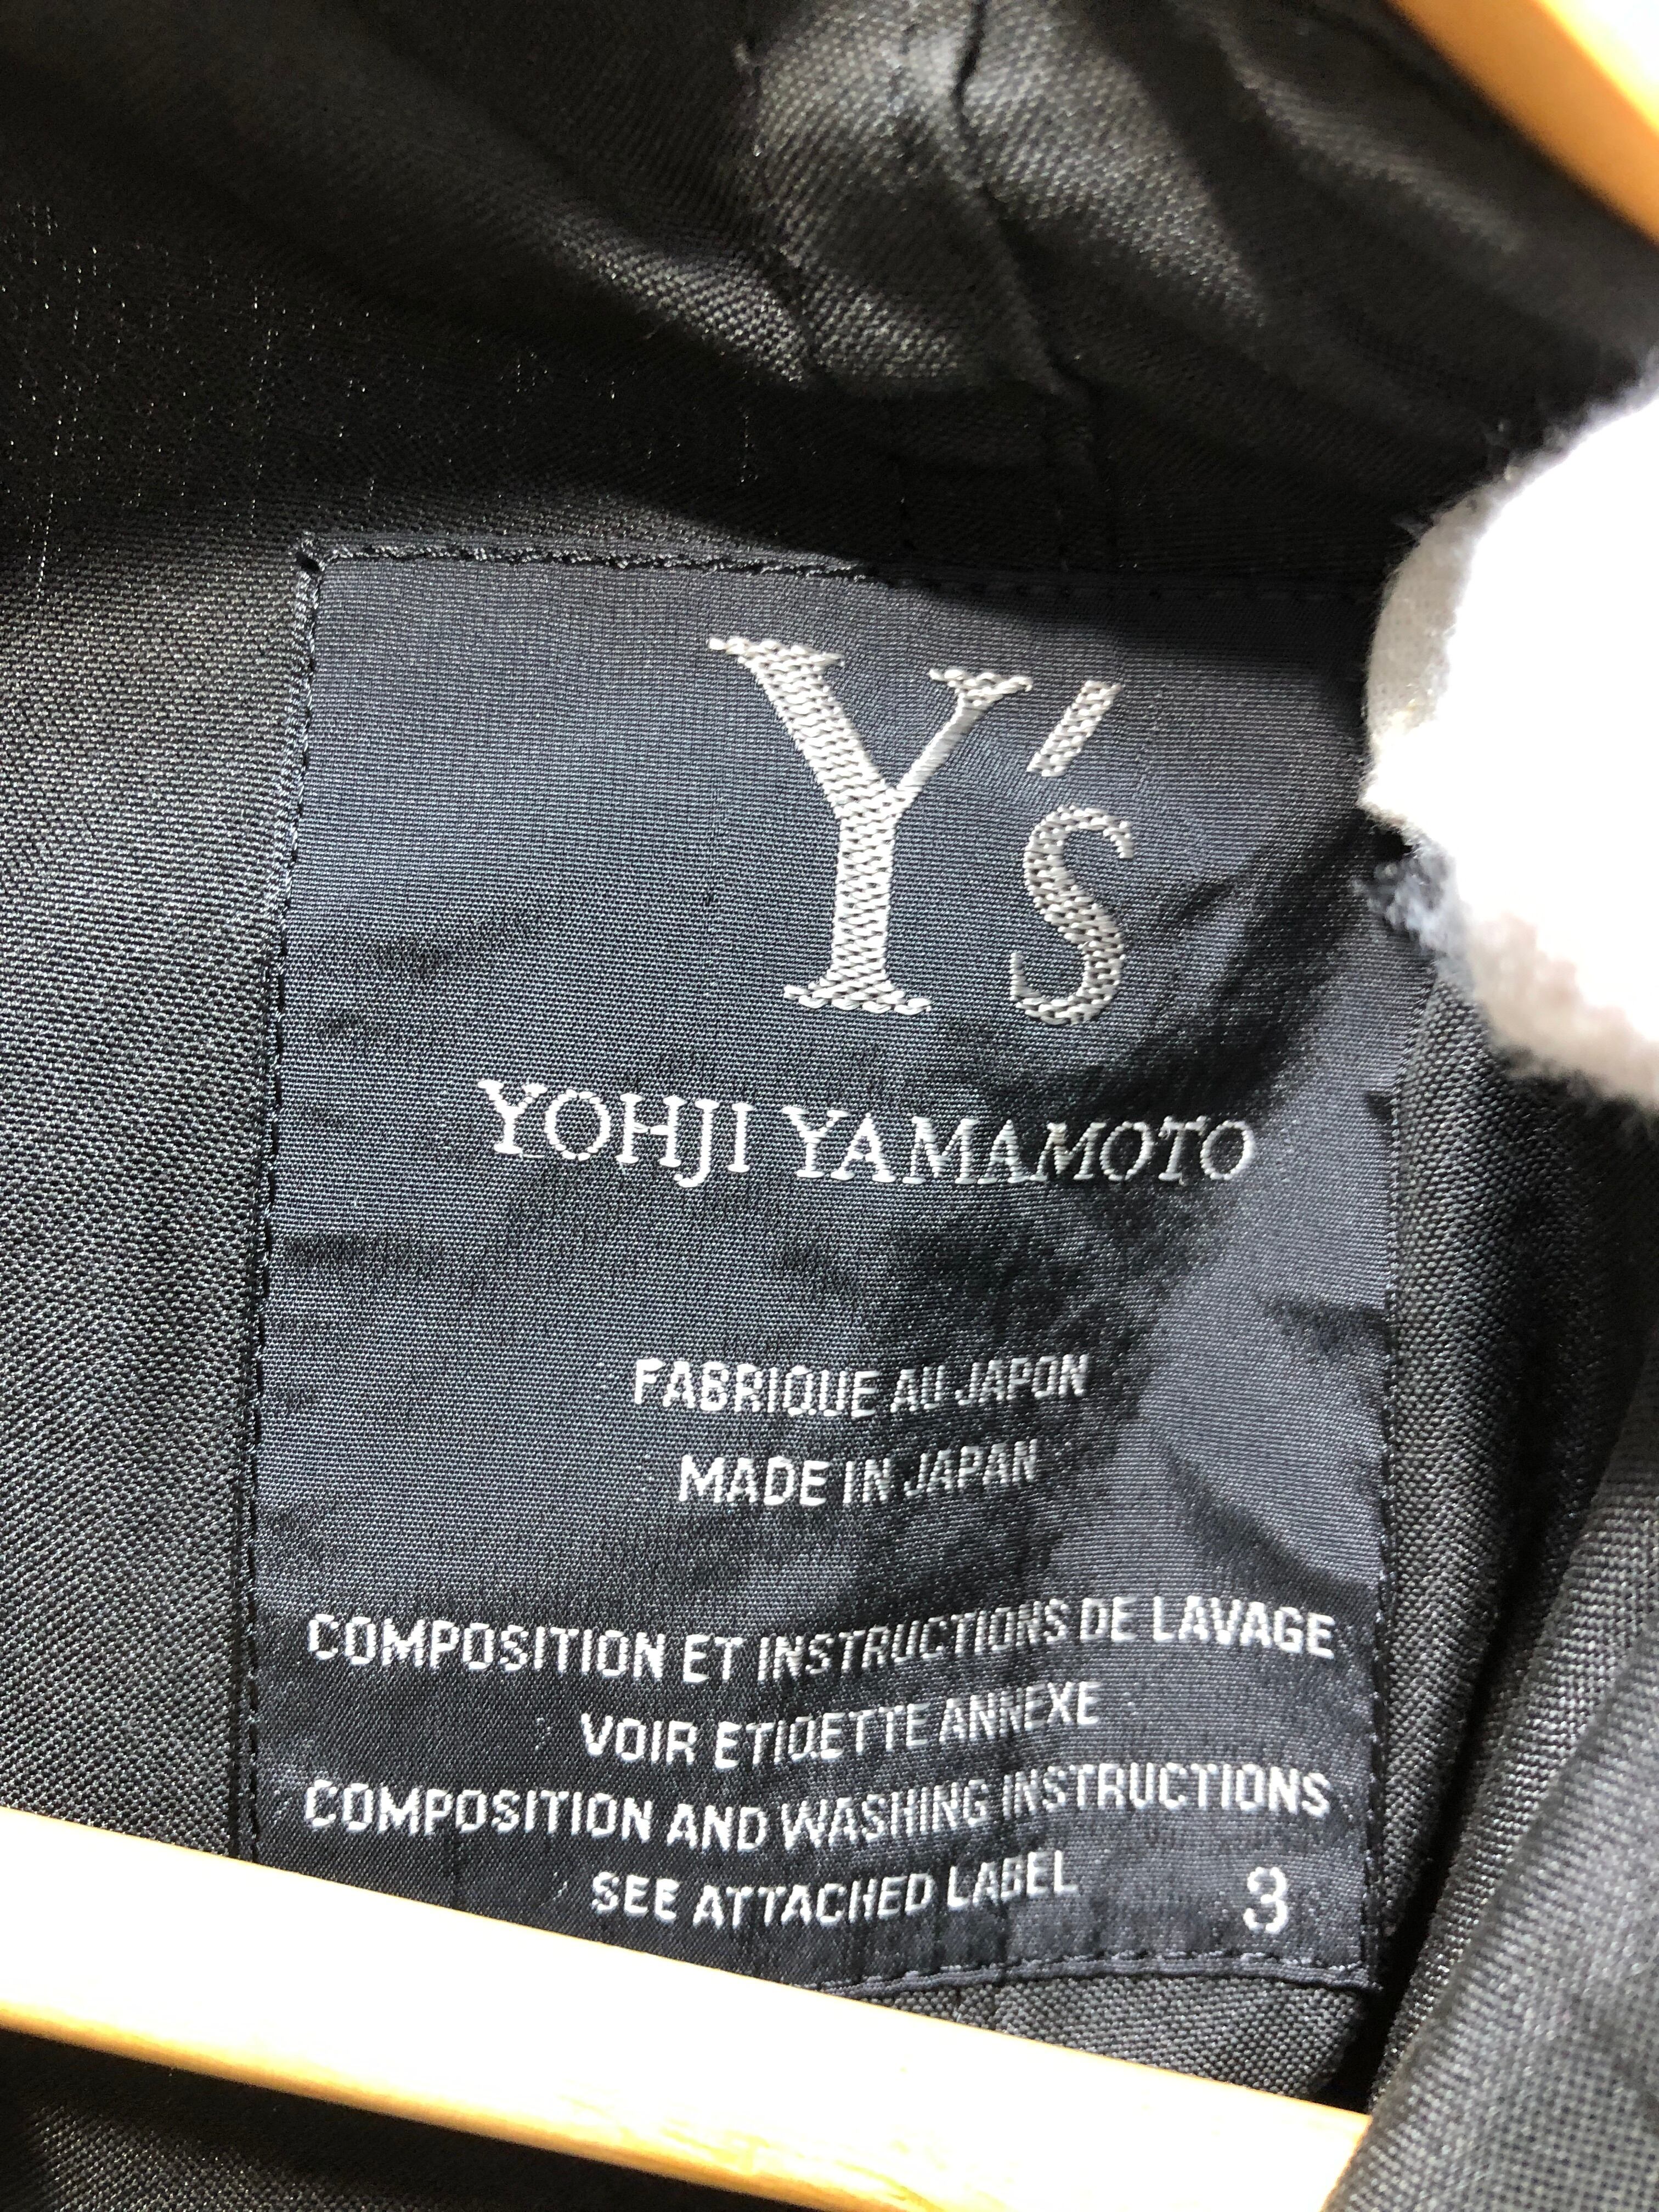 Y's
YOHJI YAMAMOTO
FABRIQUE AU JAPON
MADE IN JAPAN
COMPOSITION ET INSTRUCTIONS DE LAVAGE
VOIR ETIQETTE ANNEXE
COMPOSITION AND WASHING INSTRUCTIONS
SEE ATTACHED LABEL 3